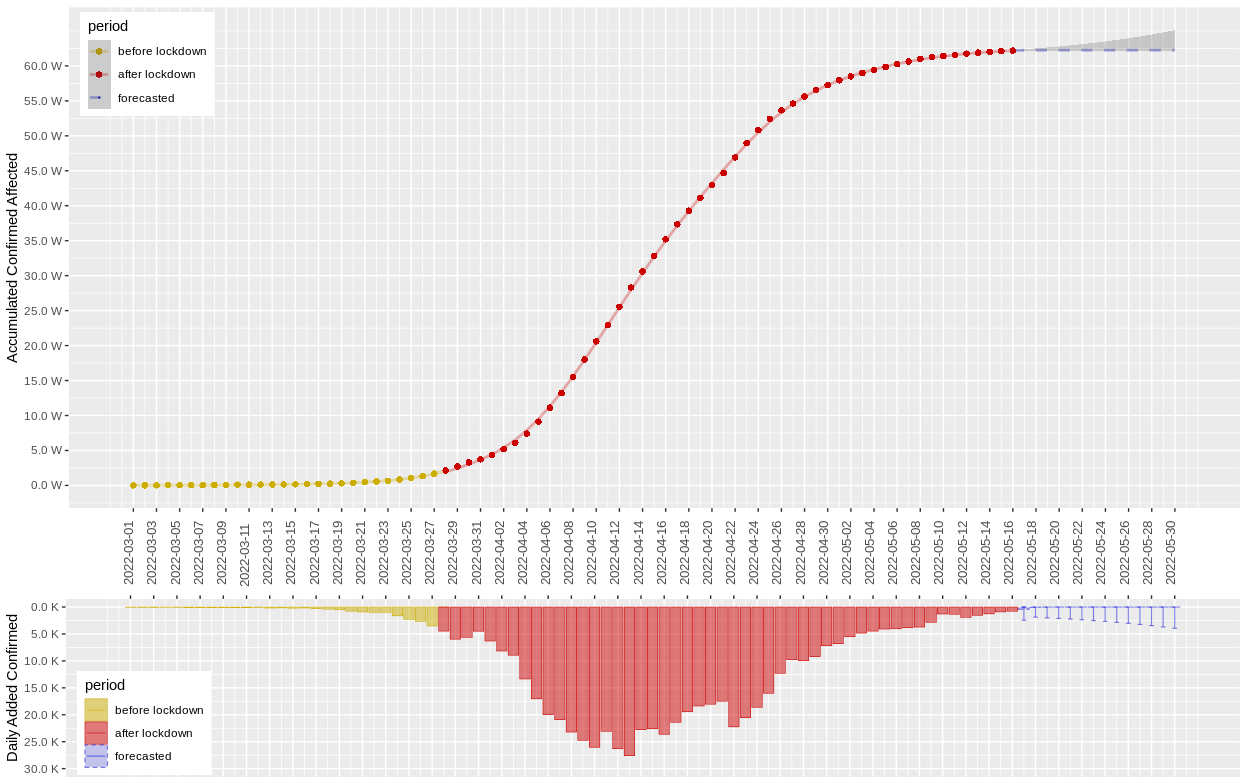 period
before lockdown
after lockdown
forecasted
Accumulated Confirmed Affected
60.0 W
55.0 W
50.0 W
45.0 W
40.0 W
35.0 W
30.0 W
25.0 W
20.0 W
15.0 W
10.0 W
5.0 W
0.0 W
2022-03-01
2022-03-03
2022-03-05
2022-03-07
2022-03-09
2022-03-11
2022-03-13
2022-03-15
2022-03-17
2022-03-19
2022-03-21
2022-03-23
2022-03-25
2022-03-27
2022-03-29
2022-03-31
2022-04-02
2022-04-04
2022-04-06
2022-04-08
2022-04-10
2022-04-12
2022-04-14
2022-04-16
2022-04-18
2022-04-20
2022-04-22
2022-04-24
2022-04-26
2022-04-28
2022-04-30
2022-05-02
2022-05-04
2022-05-06
2022-05-08
2022-05-10
2022-05-12
2022-05-14
2022-05-16
2022-05-18
2022-05-20
2022-05-22
2022-05-24
2022-05-26
2022-05-28
2022-05-30
Daily Added Confirmed
0.0 K
5.0 K
10.0 K
15.0 K
20.0 K
25.0 K
30.0 K
period
before lockdown
after lockdown
forecasted